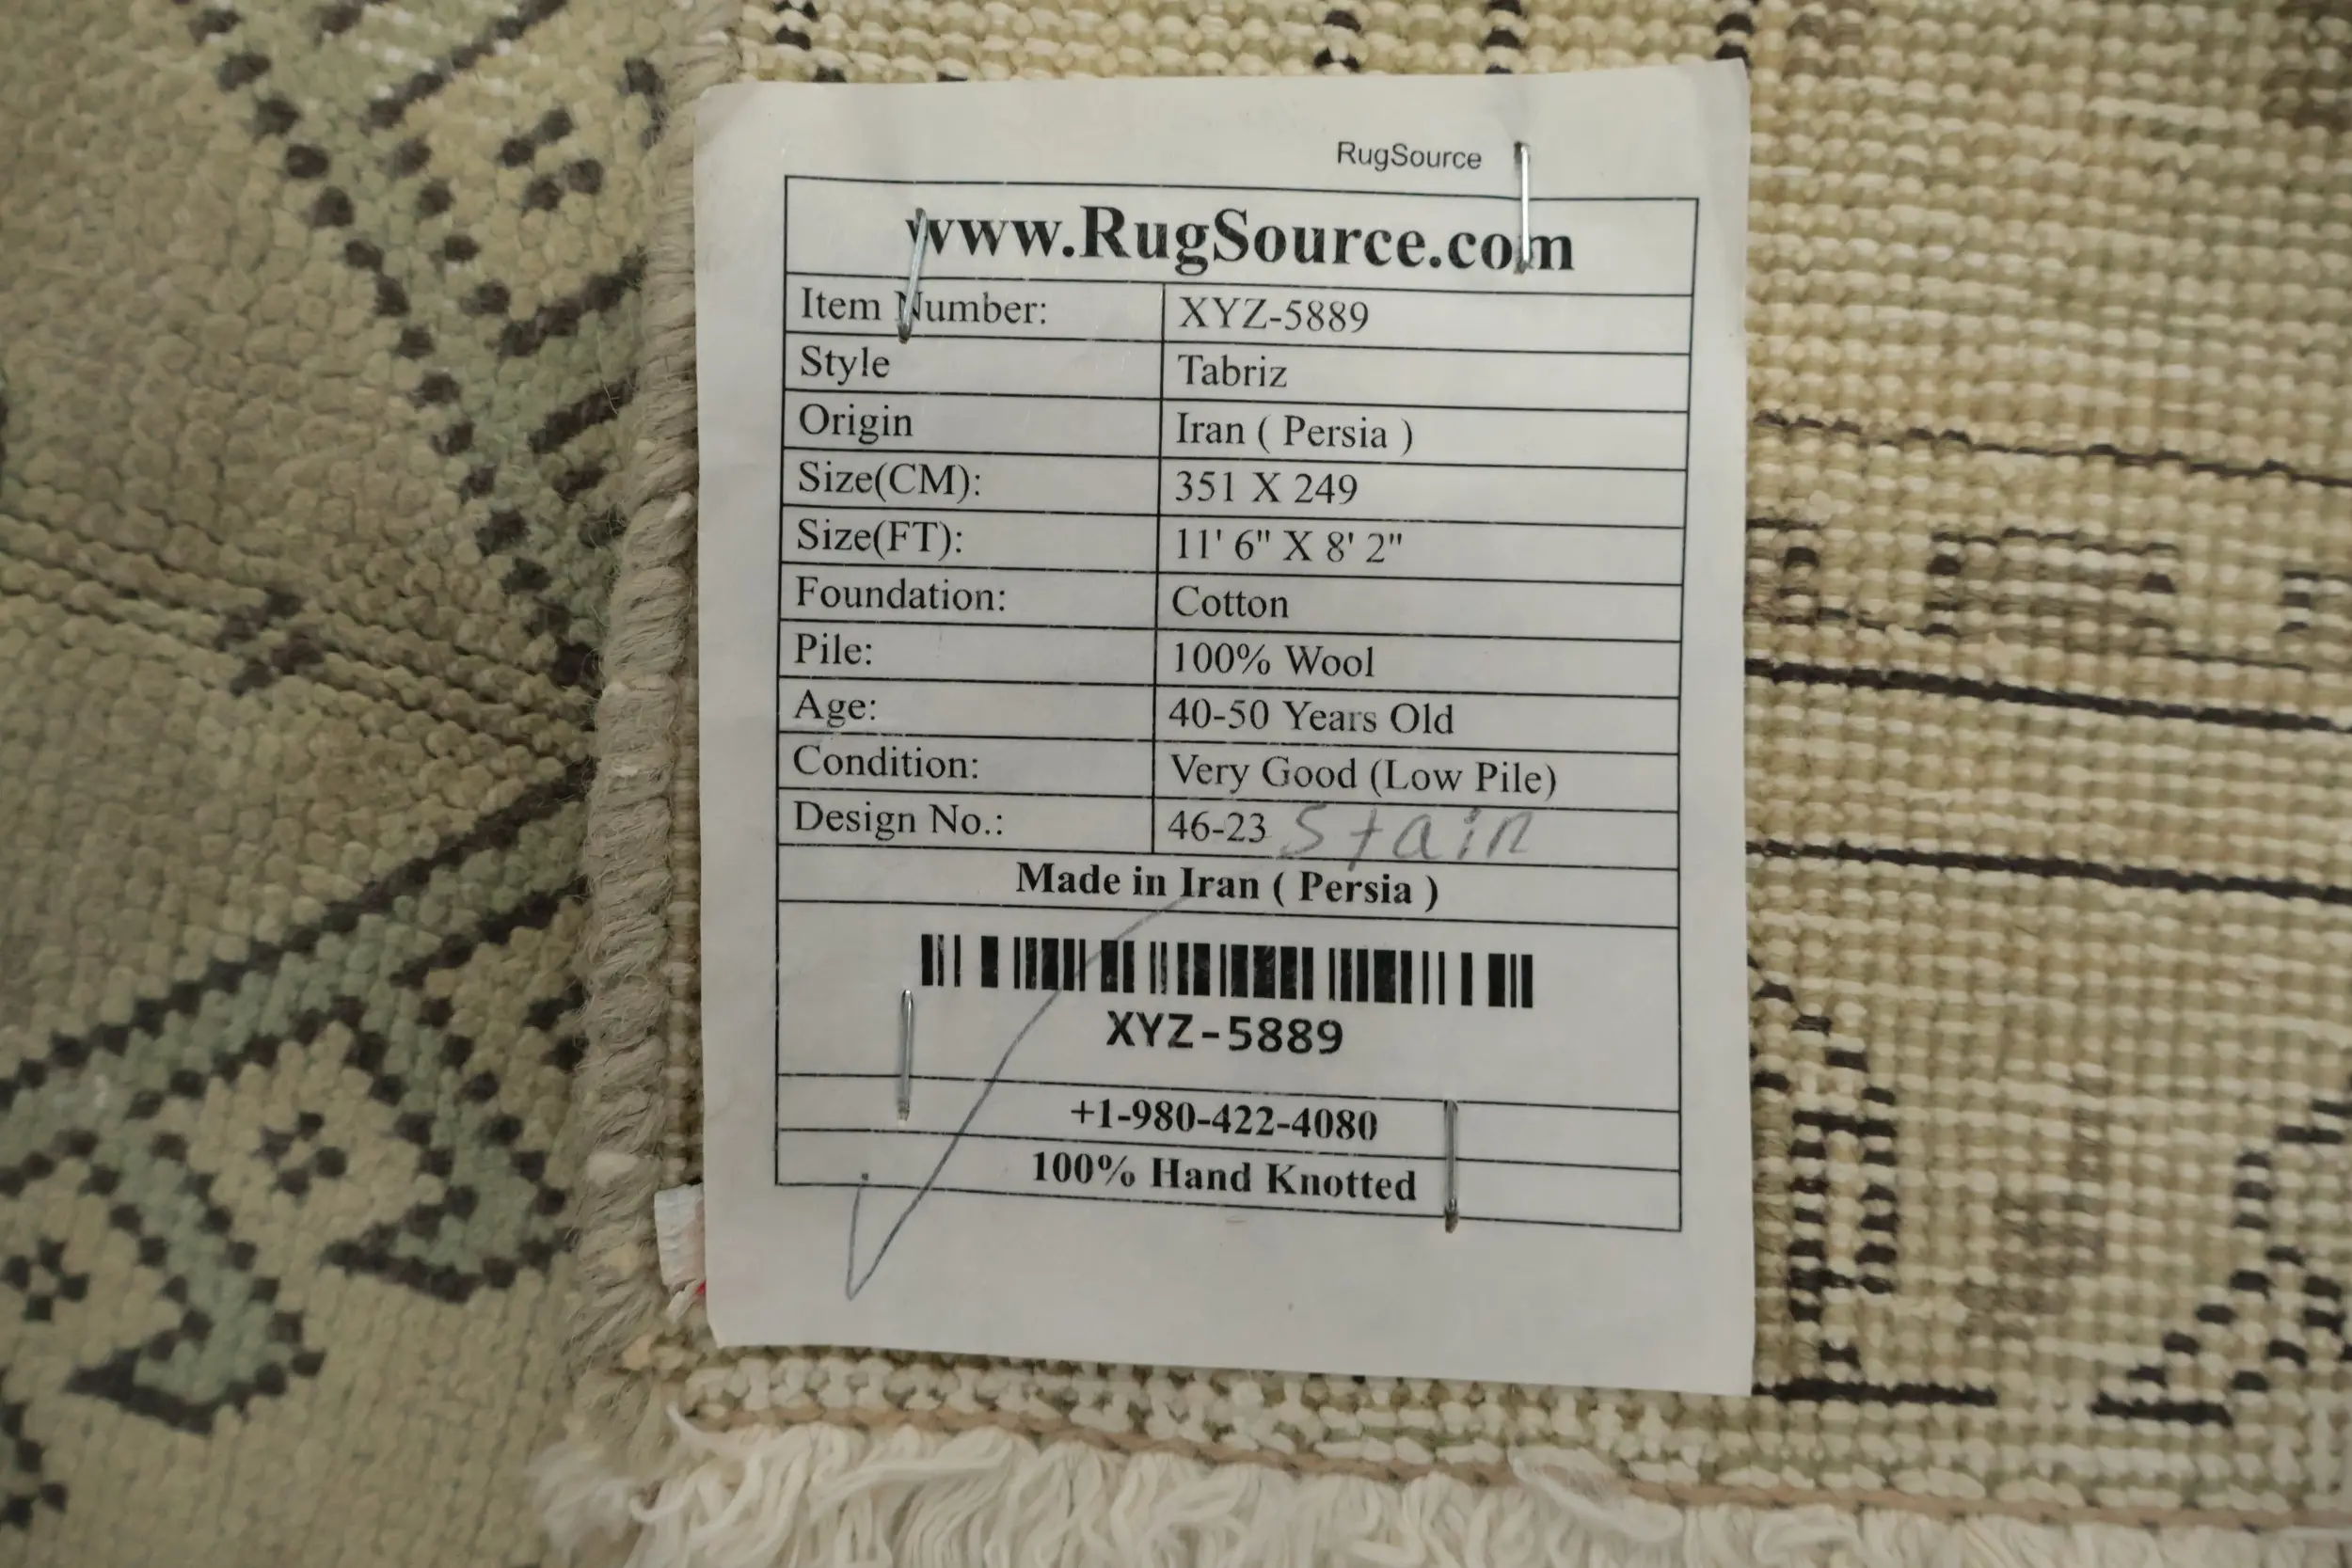 RugSource
www.RugSource.com
Item Number: XYZ-5889
Style Tabriz
Origin Iran ( Persia )
Size(CM): 351 X 249
Size(FT): 11' 6" X 8' 2"
Foundation: Cotton
Pile: 100% Wool
Age: 40-50 Years Old
Condition: Very Good (Low Pile)
Design No.: 46-23 Stain
Made in Iran ( Persia )
XYZ-5889
+1-980-422-4080
100% Hand Knotted